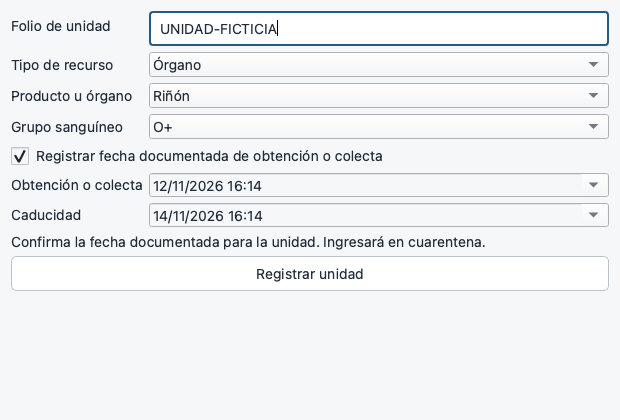 Folio de unidad
UNIDAD-FICTICIA
Tipo de recurso
Órgano
Producto u órgano
Riñón
Grupo sanguíneo
O+
Registrar fecha documentada de obtención o colecta
Obtención o colecta
12/11/2026 16:14
Caducidad
14/11/2026 16:14
Confirma la fecha documentada para la unidad. Ingresará en cuarentena.
Registrar unidad